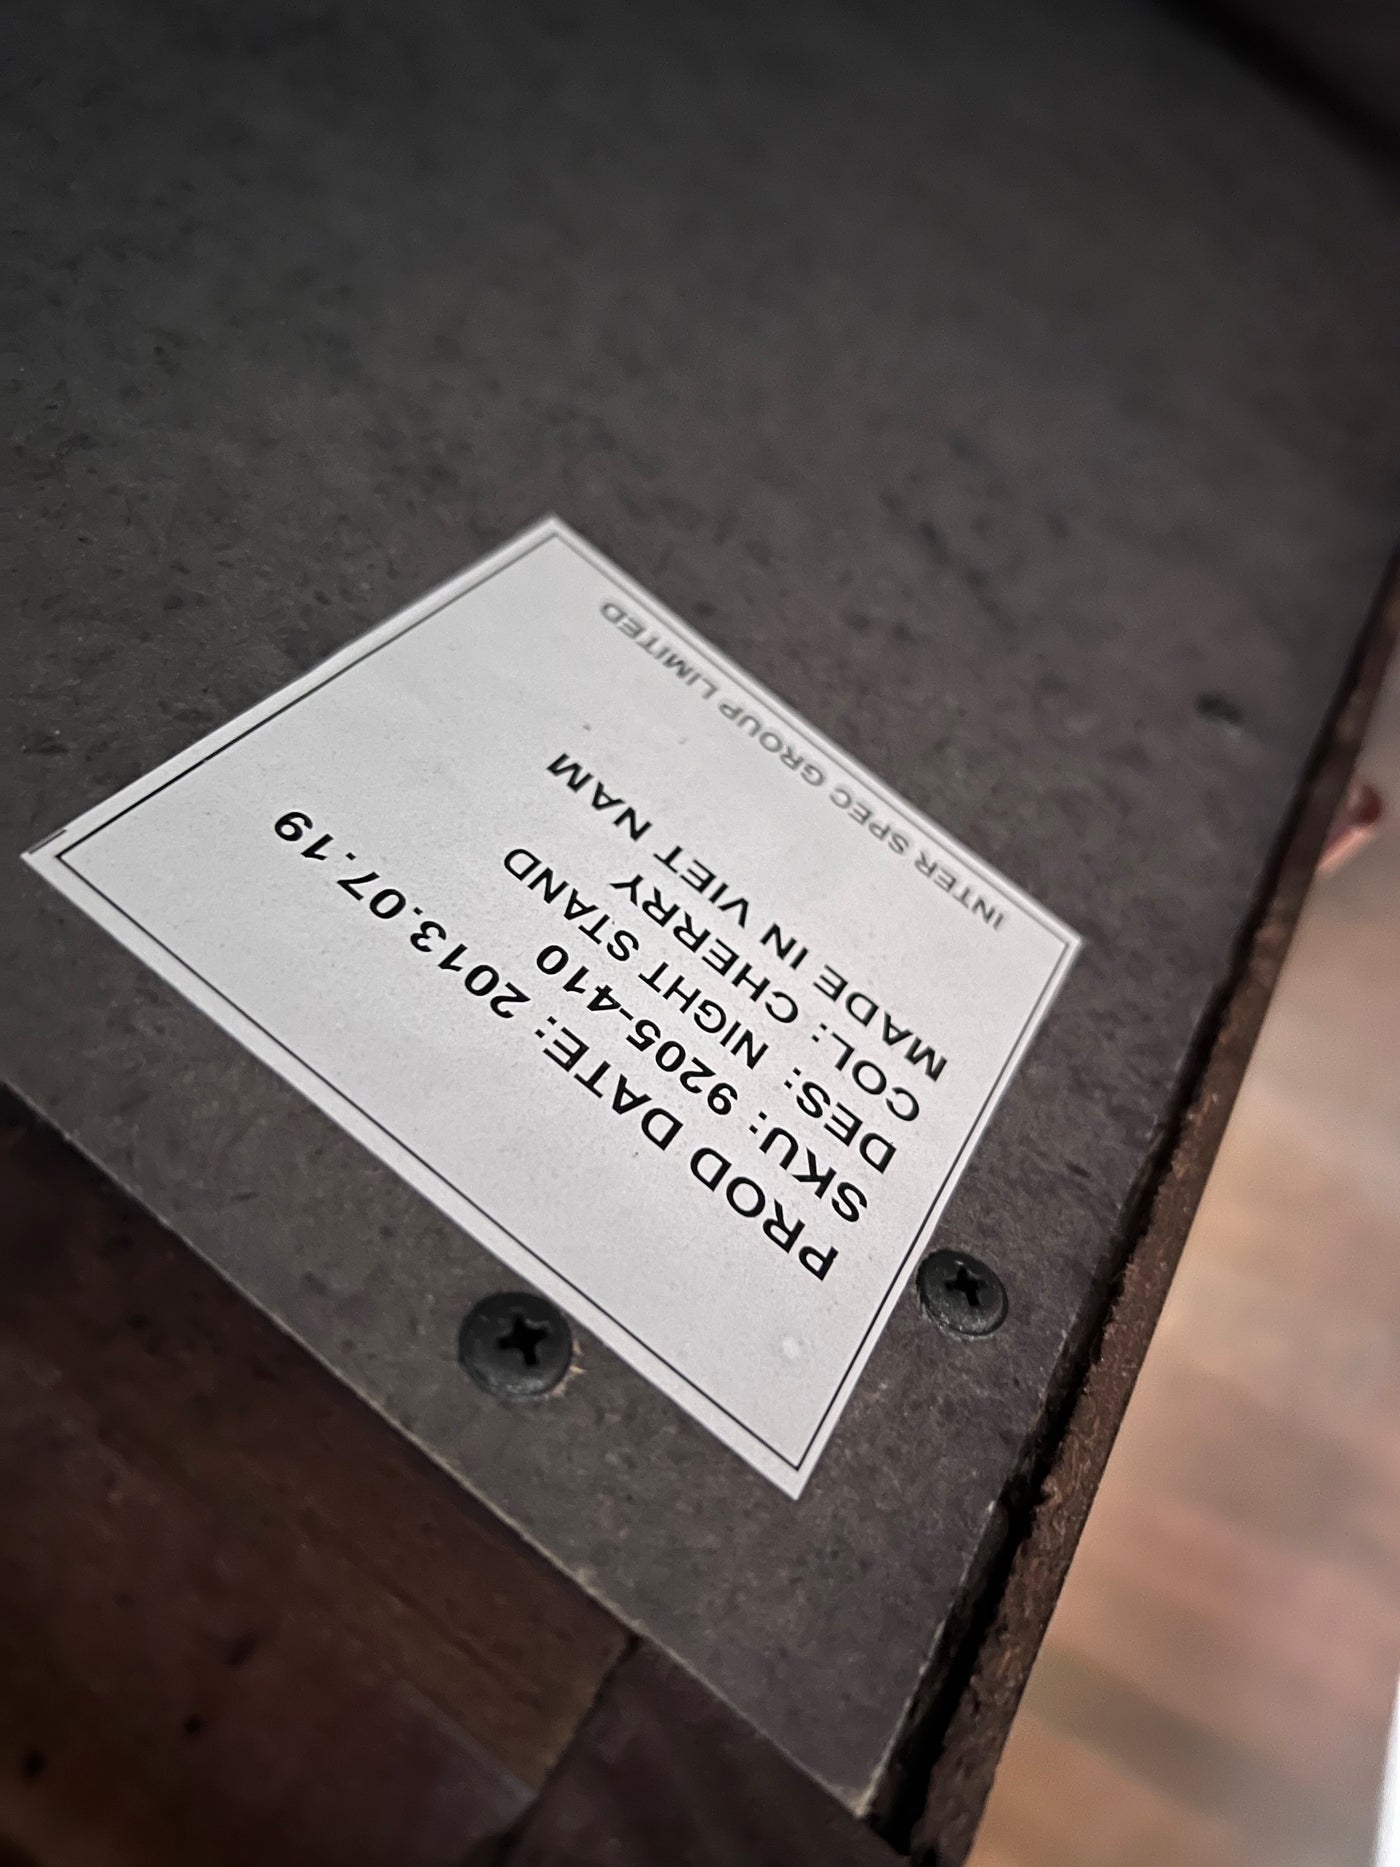 PROD DATE: 2013.07.19
SKU: 9205-410
DES: NIGHT STAND
COL: CHERRY
MADE IN VIET NAM
INTER SPEC GROUP LIMITED